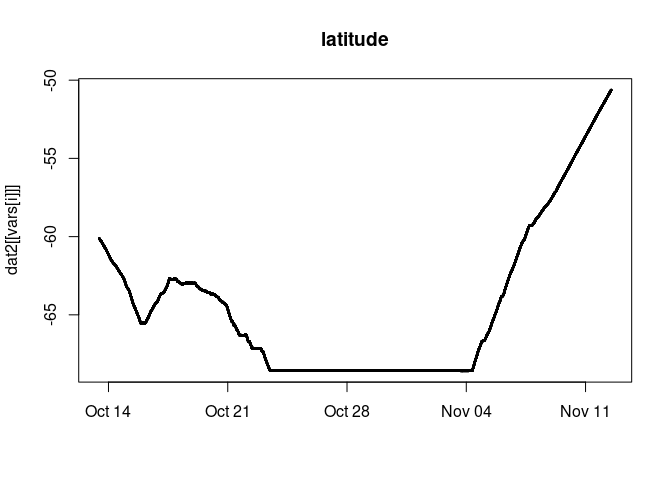 latitude
dat2[[vars[i]]]
-50
-55
-60
-65
Oct 14
Oct 21
Oct 28
Nov 04
Nov 11